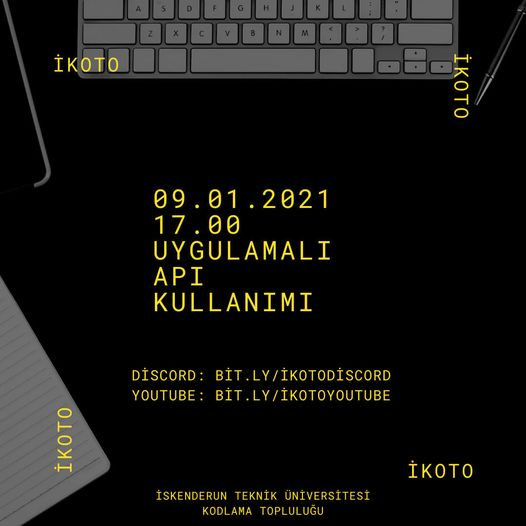 İKOTO
İKOTO
09.01.2021
17.00
UYGULAMALI
API
KULLANIMI
DİSCORD: BİT.LY/İKOTODİSCORD
YOUTUBE: BİT.LY/İKOTOYOUTUBE
İKOTO
İKOTO
İSKENDERUN TEKNİK ÜNİVERSİTESİ
KODLAMA TOPLULUĞU